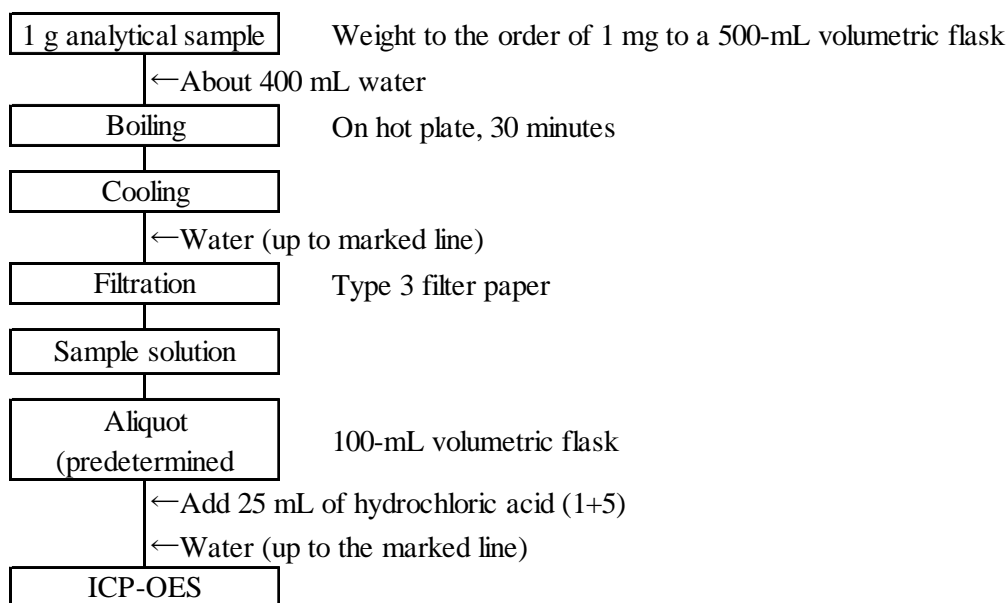 1 g analytical sample Weight to the order of 1 mg to a 500-mL volumetric flask
←About 400 mL water
Boiling On hot plate, 30 minutes
Cooling
←Water (up to marked line)
Filtration Type 3 filter paper
Sample solution
Aliquot
(predetermined 100-mL volumetric flask
←Add 25 mL of hydrochloric acid (1+5)
←Water (up to the marked line)
ICP-OES